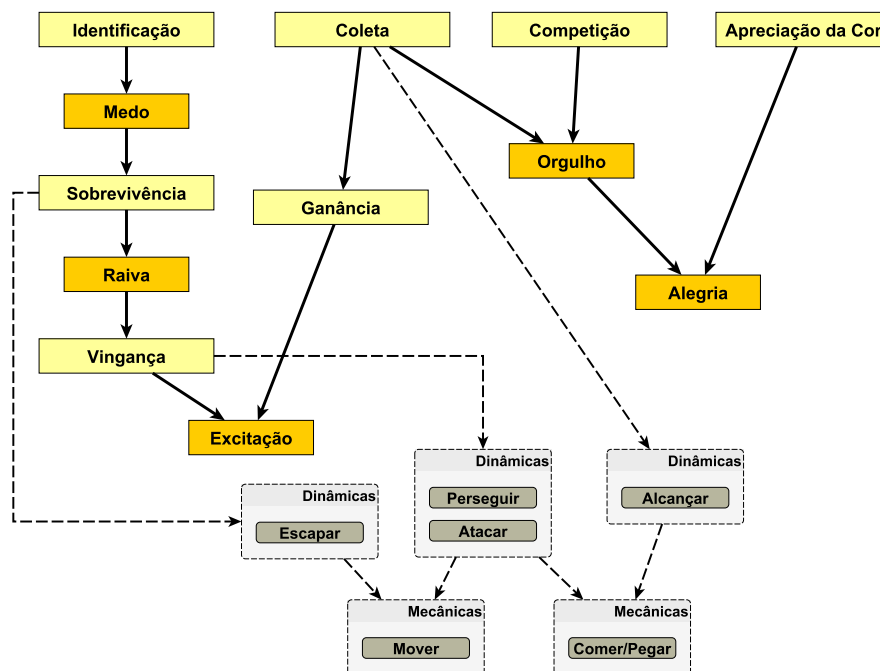 Identificação
Coleta
Competição
Apreciação da Cor
Medo
Orgulho
Sobrevivência
Ganância
Raiva
Alegria
Vingança
Excitação
Dinâmicas
Perseguir
Atacar
Dinâmicas
Alcançar
Dinâmicas
Escapar
Mecânicas
Mover
Mecânicas
Comer/Pegar